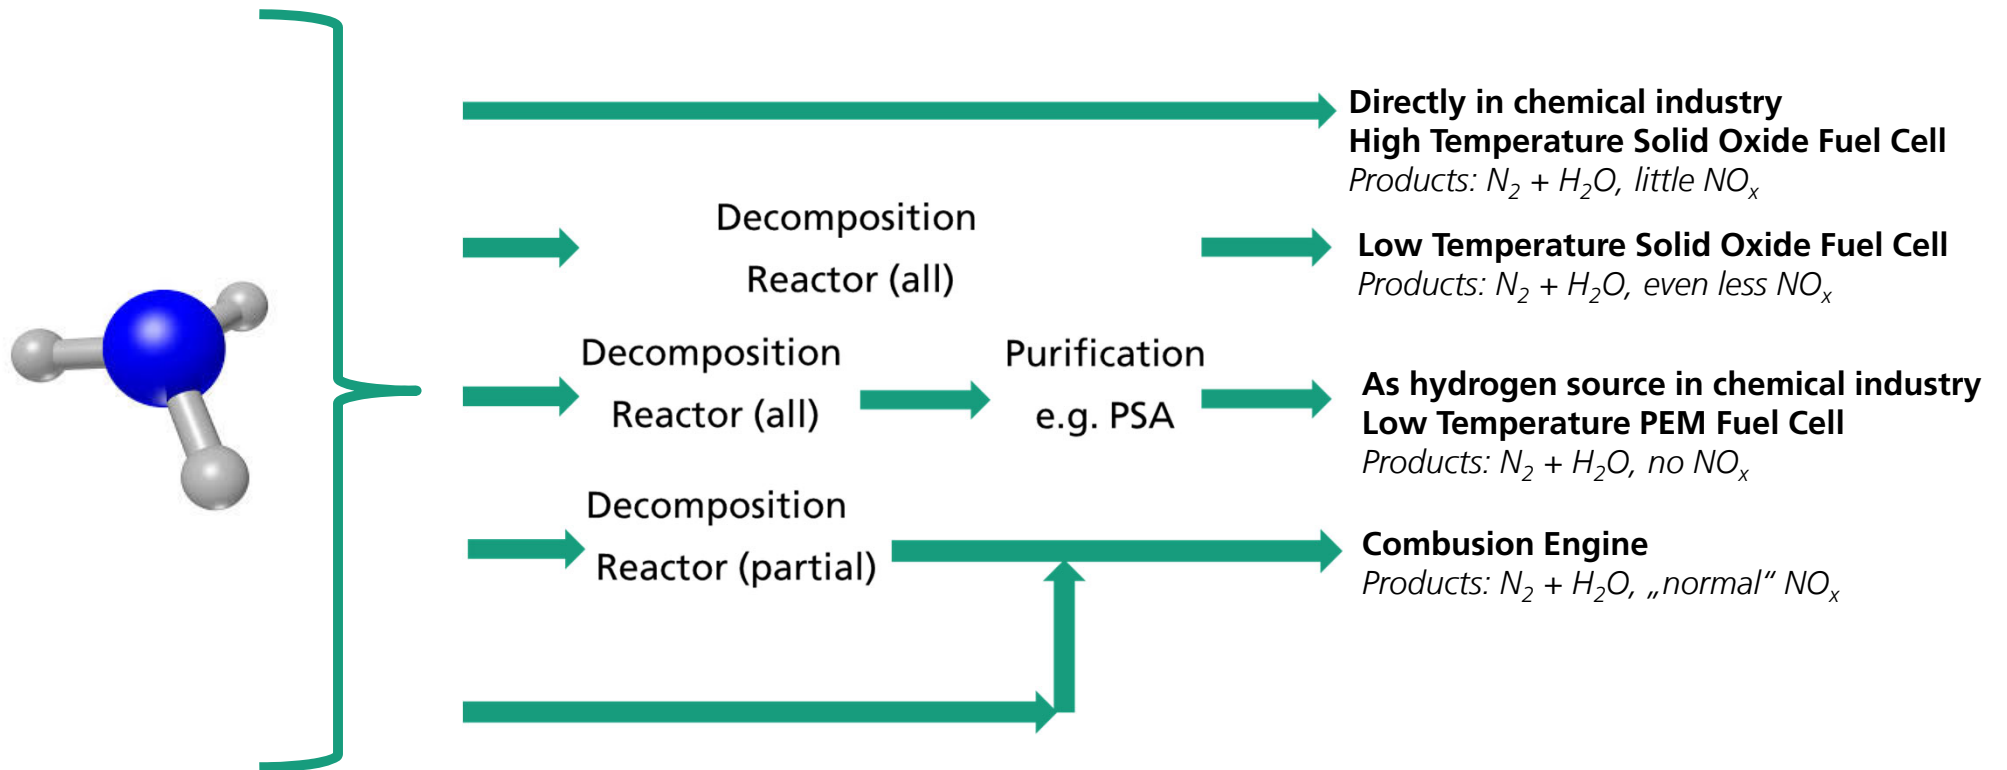 Directly in chemical industry
High Temperature Solid Oxide Fuel Cell
Products: N₂ + H₂O, little NOₓ
Decomposition
Reactor (all)
Low Temperature Solid Oxide Fuel Cell
Products: N₂ + H₂O, even less NOₓ
Decomposition
Reactor (all)
Purification
e.g. PSA
As hydrogen source in chemical industry
Low Temperature PEM Fuel Cell
Products: N₂ + H₂O, no NOₓ
Decomposition
Reactor (partial)
Combusion Engine
Products: N₂ + H₂O, „normal“ NOₓ